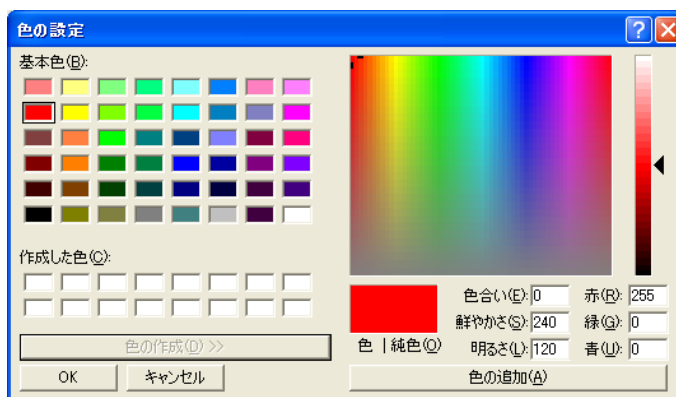 色の設定
基本色(B):
作成した色(C):
色の作成(D) >>
OK
キャンセル
色 | 純色(O)
色合い(E): 0
鮮やかさ(S): 240
明るさ(L): 120
赤(R): 255
緑(G): 0
青(U): 0
色の追加(A)